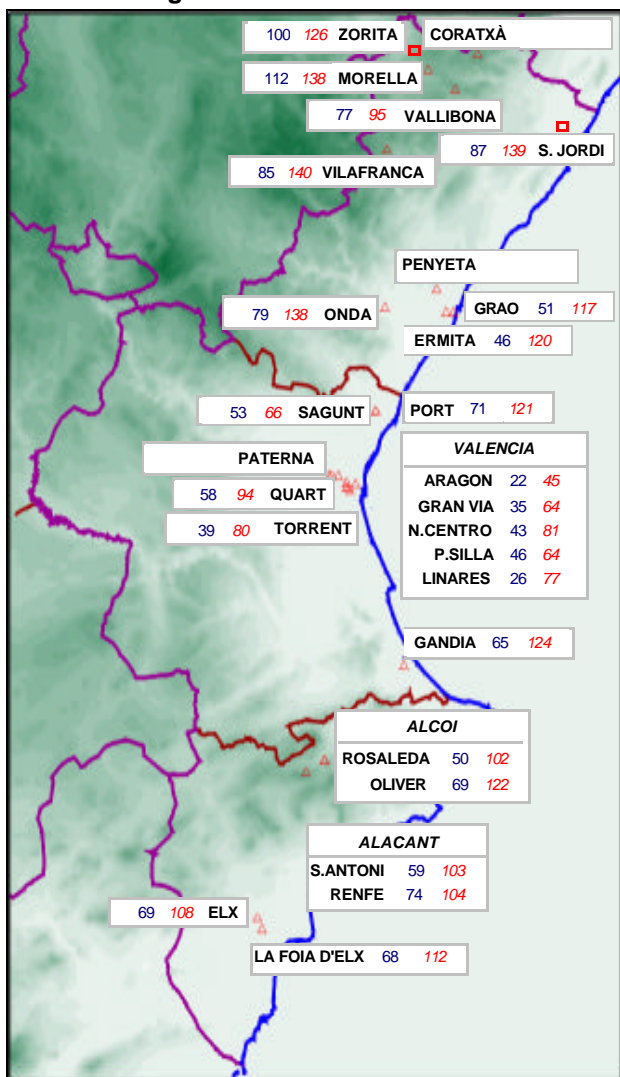 100 126 ZORITA
CORATXÀ
112 138 MORELLA
77 95 VALLIBONA
87 139 S. JORDI
85 140 VILAFRANCA
PENYETA
79 138 ONDA
GRAO 51 117
ERMITA 46 120
53 66 SAGUNT
PORT 71 121
PATERNA
58 94 QUART
39 80 TORRENT
VALENCIA
ARAGON 22 45
GRAN VIA 35 64
N.CENTRO 43 81
P.SILLA 46 64
LINARES 26 77
GANDIA 65 124
ALCOI
ROSALEDA 50 102
OLIVER 69 122
ALACANT
S.ANTONI 59 103
RENFE 74 104
69 108 ELX
LA FOIA D'ELX 68 112